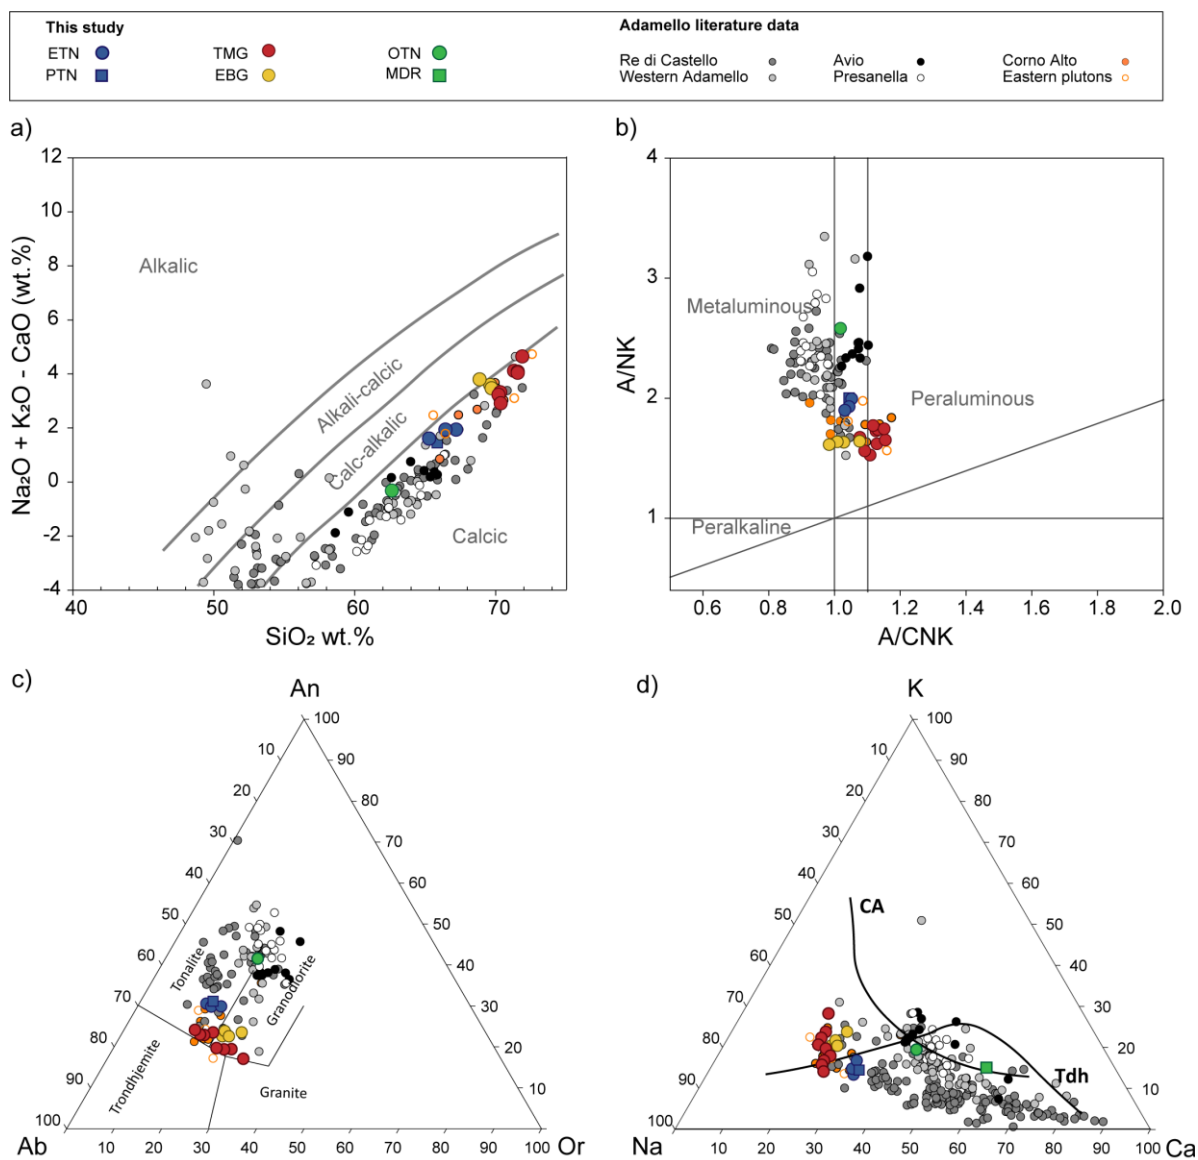 This study
Adamello literature data
ETN TMG OTN
PTN EBG MDR
Re di Castello Avio Corno Alto
Western Adamello Presanella Eastern plutons
a)
b)
12
10
8
6
4
2
0
-2
-4
40 50 60 70
Na₂O + K₂O - CaO (wt.%)
SiO₂ wt.%
Alkalic
Alkali-calcic
Calc-alkalic
Calcic
4
3
2
1
0.6 0.8 1.0 1.2 1.4 1.6 1.8 2.0
A/NK
A/CNK
Metaluminous
Peraluminous
Peralkaline
c)
An
100
10 90
20 80
30 70
40 60
50 50
60 40
70 30
80 20
90 10
100
Ab 10 20 30 40 50 60 70 80 90 100 Or
Tonalite
Granodiorite
Trondhjemite
Granite
d)
K
100
10 90
20 80
30 70
40 60
50 50
60 40
70 30
80 20
90 10
100
Na 10 20 30 40 50 60 70 80 90 100 Ca
CA
Tdh